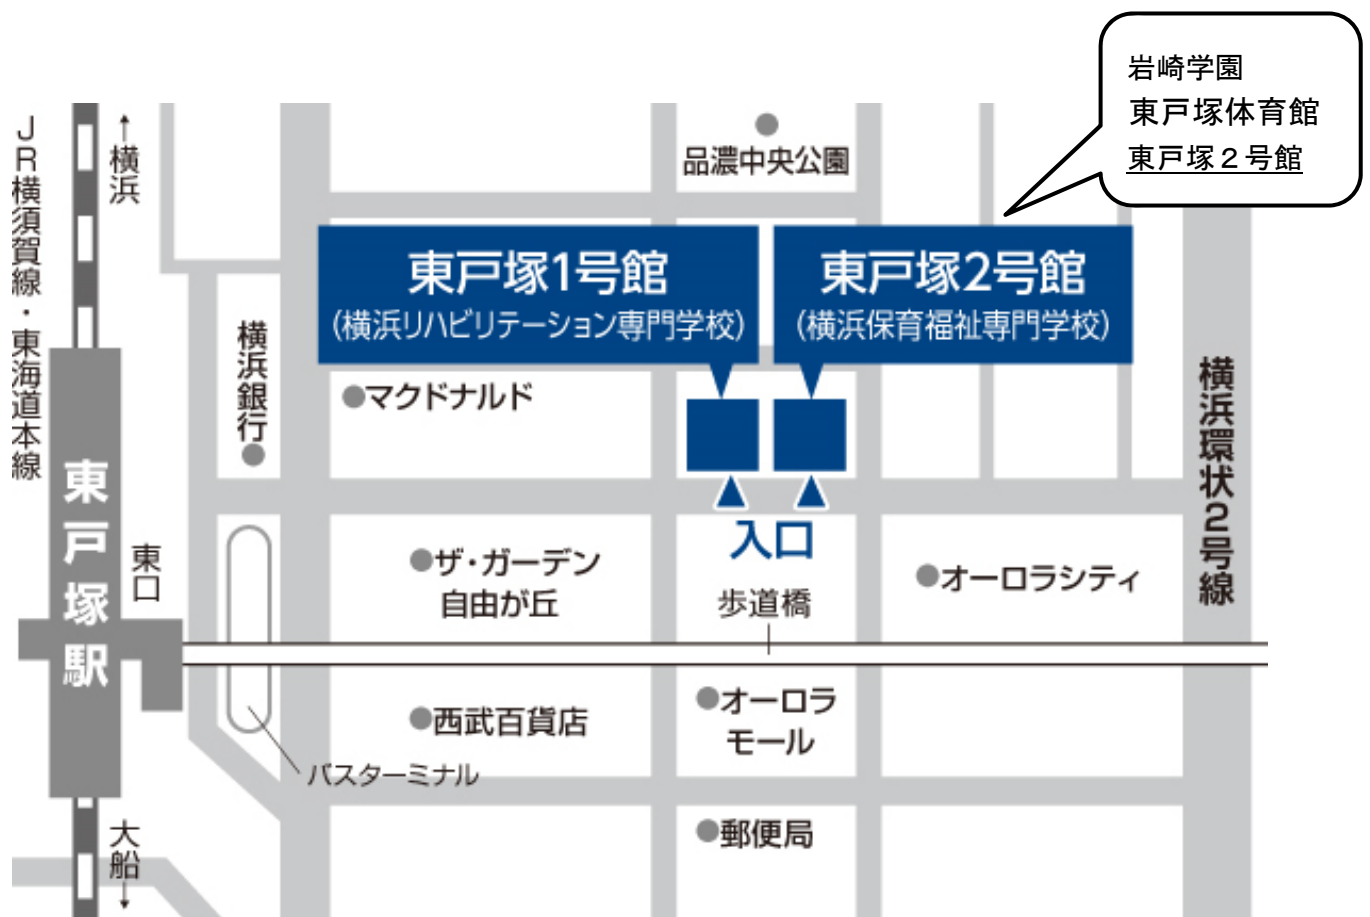 岩崎学園
東戸塚体育館
東戸塚２号館
JR横須賀線・東海道本線
↑横浜
品濃中央公園
東戸塚1号館
(横浜リハビリテーション専門学校)
東戸塚2号館
(横浜保育福祉専門学校)
横浜銀行
マクドナルド
横浜環状2号線
東戸塚駅
東口
入口
ザ・ガーデン
自由が丘
歩道橋
オーロラシティ
西武百貨店
オーロラ
モール
バスターミナル
郵便局
大船↓